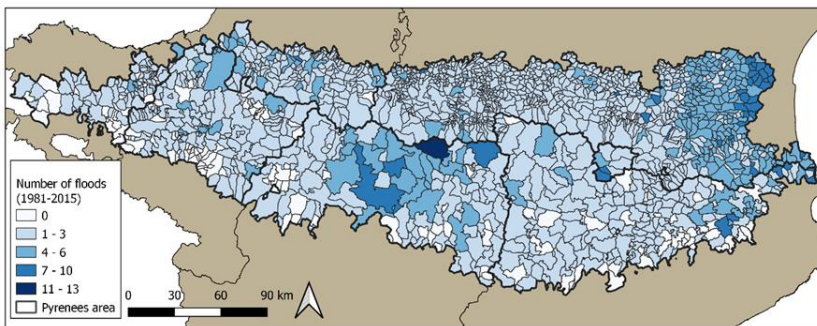 Number of floods
(1981-2015)
0
1 - 3
4 - 6
7 - 10
11 - 13
Pyrenees area
0 30 60 90 km